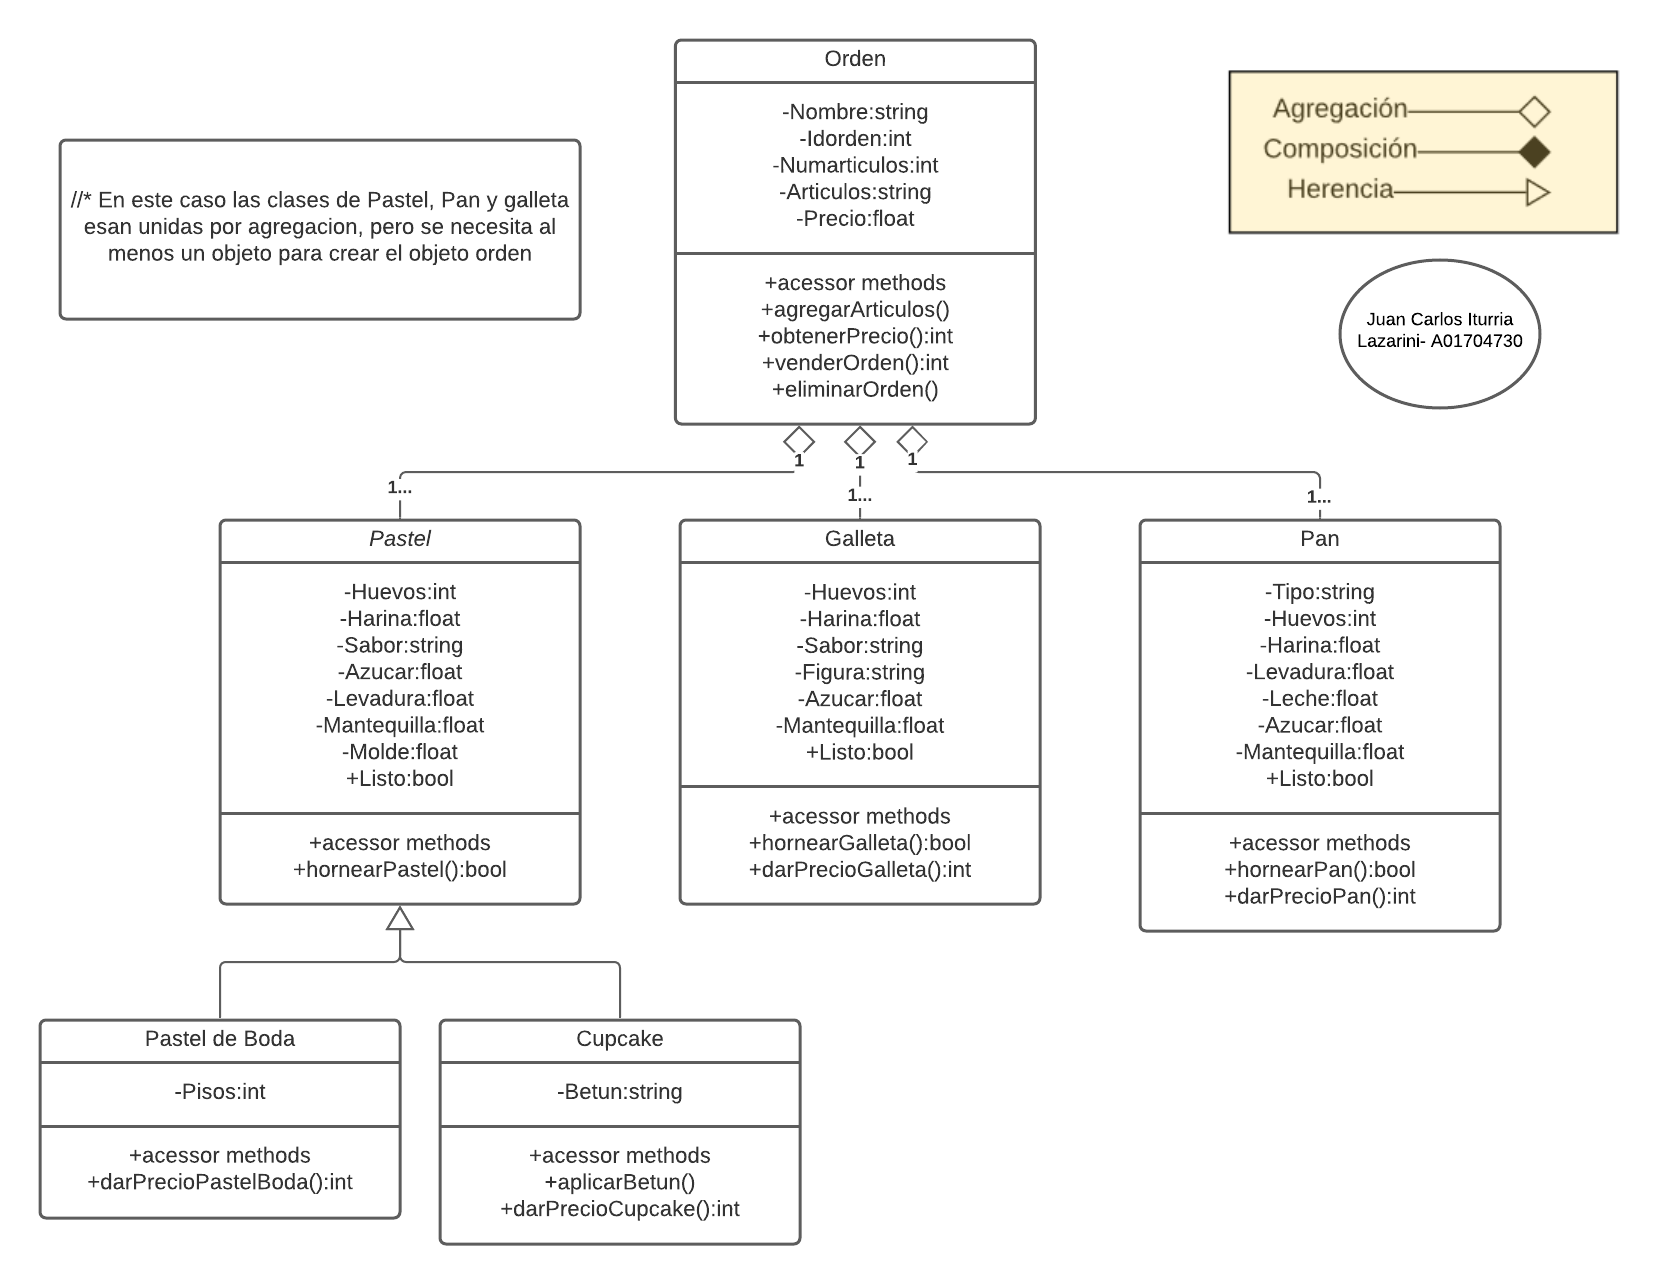 Orden
-Nombre:string
-Idorden:int
-Numarticulos:int
-Articulos:string
-Precio:float
+acessor methods
+agregarArticulos()
+obtenerPrecio():int
+venderOrden():int
+eliminarOrden()
//* En este caso las clases de Pastel, Pan y galleta
esan unidas por agregacion, pero se necesita al
menos un objeto para crear el objeto orden
Agregación
Composición
Herencia
Juan Carlos Iturria
Lazarini- A01704730
1
1
1
1...
1...
1...
Pastel
-Huevos:int
-Harina:float
-Sabor:string
-Azucar:float
-Levadura:float
-Mantequilla:float
-Molde:float
+Listo:bool
+acessor methods
+hornearPastel():bool
Galleta
-Huevos:int
-Harina:float
-Sabor:string
-Figura:string
-Azucar:float
-Mantequilla:float
+Listo:bool
+acessor methods
+hornearGalleta():bool
+darPrecioGalleta():int
Pan
-Tipo:string
-Huevos:int
-Harina:float
-Levadura:float
-Leche:float
-Azucar:float
-Mantequilla:float
+Listo:bool
+acessor methods
+hornearPan():bool
+darPrecioPan():int
Pastel de Boda
-Pisos:int
+acessor methods
+darPrecioPastelBoda():int
Cupcake
-Betun:string
+acessor methods
+aplicarBetun()
+darPrecioCupcake():int